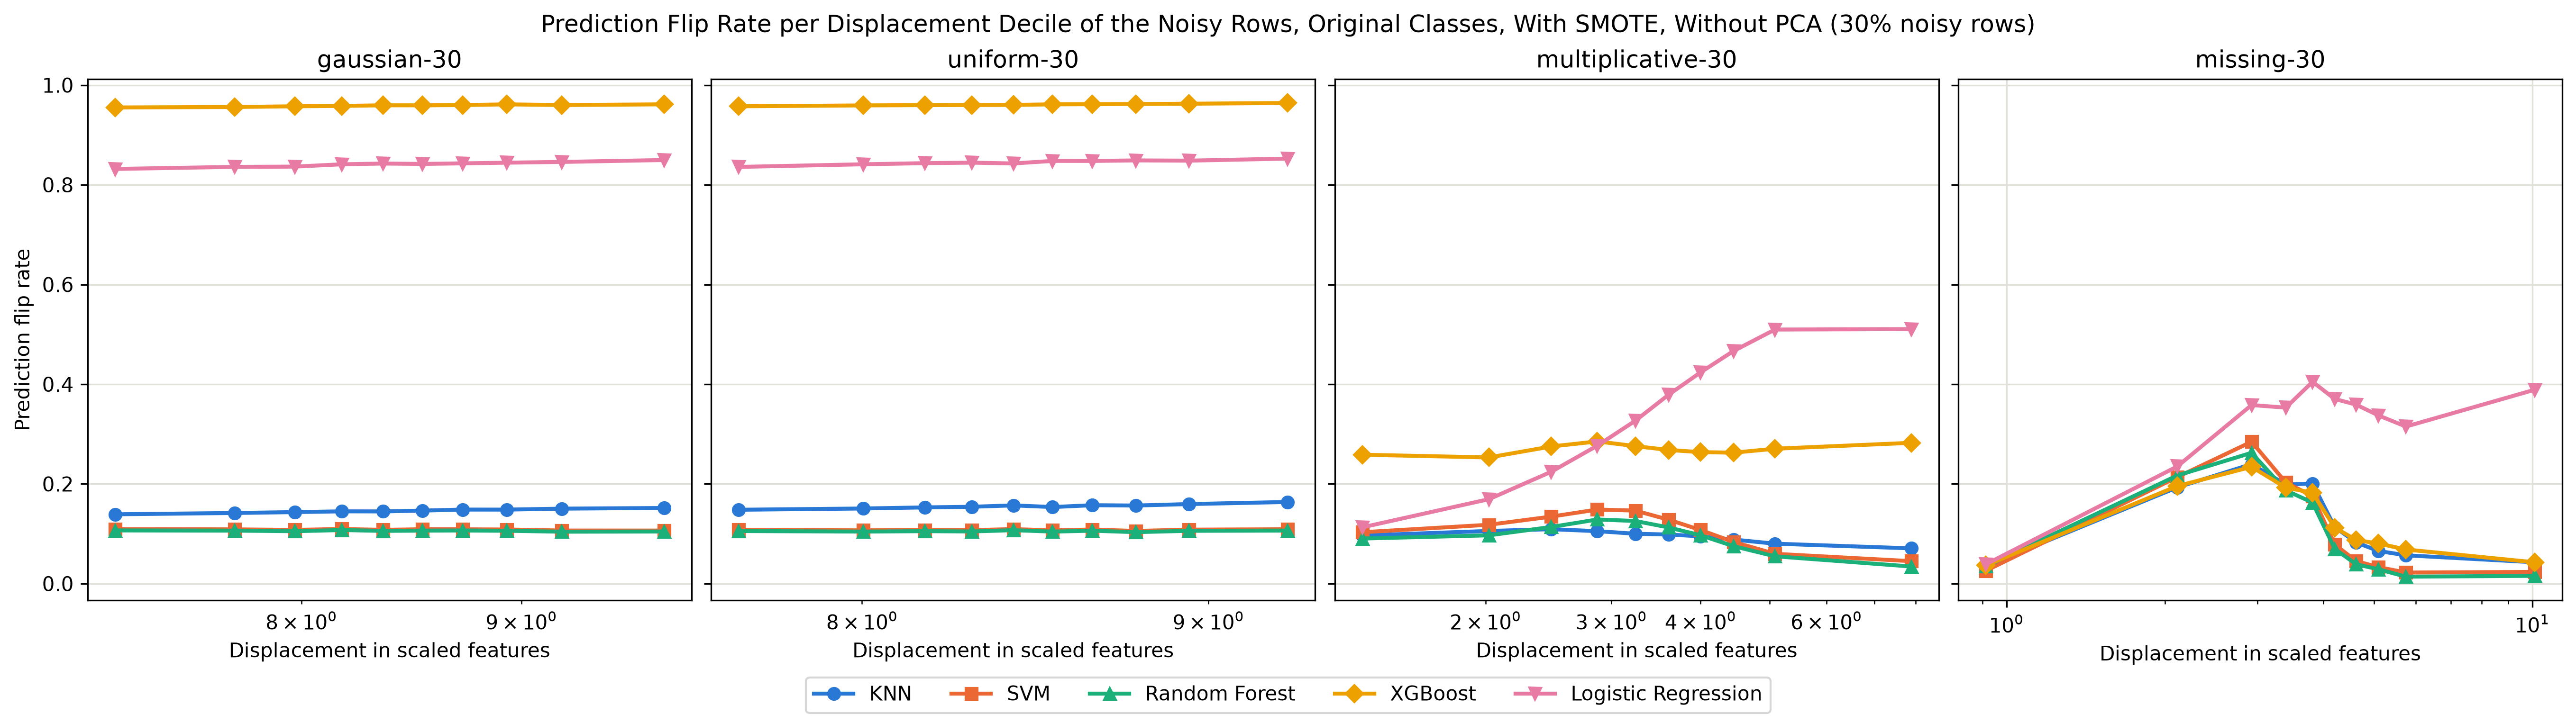 Prediction Flip Rate per Displacement Decile of the Noisy Rows, Original Classes, With SMOTE, Without PCA (30% noisy rows)
gaussian-30
uniform-30
multiplicative-30
missing-30
Prediction flip rate
1.0
0.8
0.6
0.4
0.2
0.0
8 × 10⁰
9 × 10⁰
8 × 10⁰
9 × 10⁰
2 × 10⁰
3 × 10⁰
4 × 10⁰
6 × 10⁰
10⁰
10¹
Displacement in scaled features
Displacement in scaled features
Displacement in scaled features
Displacement in scaled features
KNN
SVM
Random Forest
XGBoost
Logistic Regression